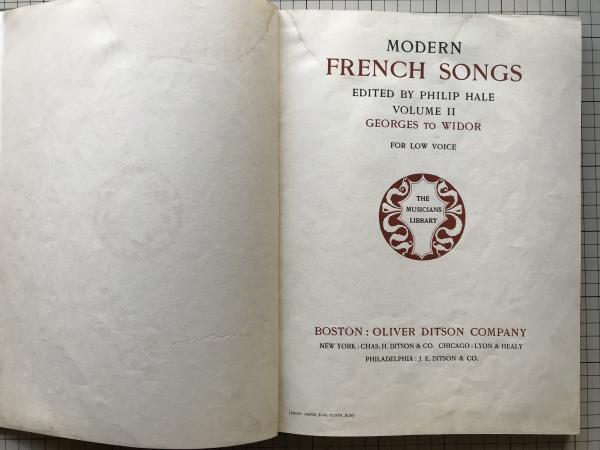 MODERN
FRENCH SONGS
EDITED BY PHILIP HALE
VOLUME II
GEORGES TO WIDOR
FOR LOW VOICE
THE
MUSICIANS
LIBRARY
BOSTON : OLIVER DITSON COMPANY
NEW YORK : CHAS. H. DITSON & CO. CHICAGO : LYON & HEALY
PHILADELPHIA : J. E. DITSON & CO.